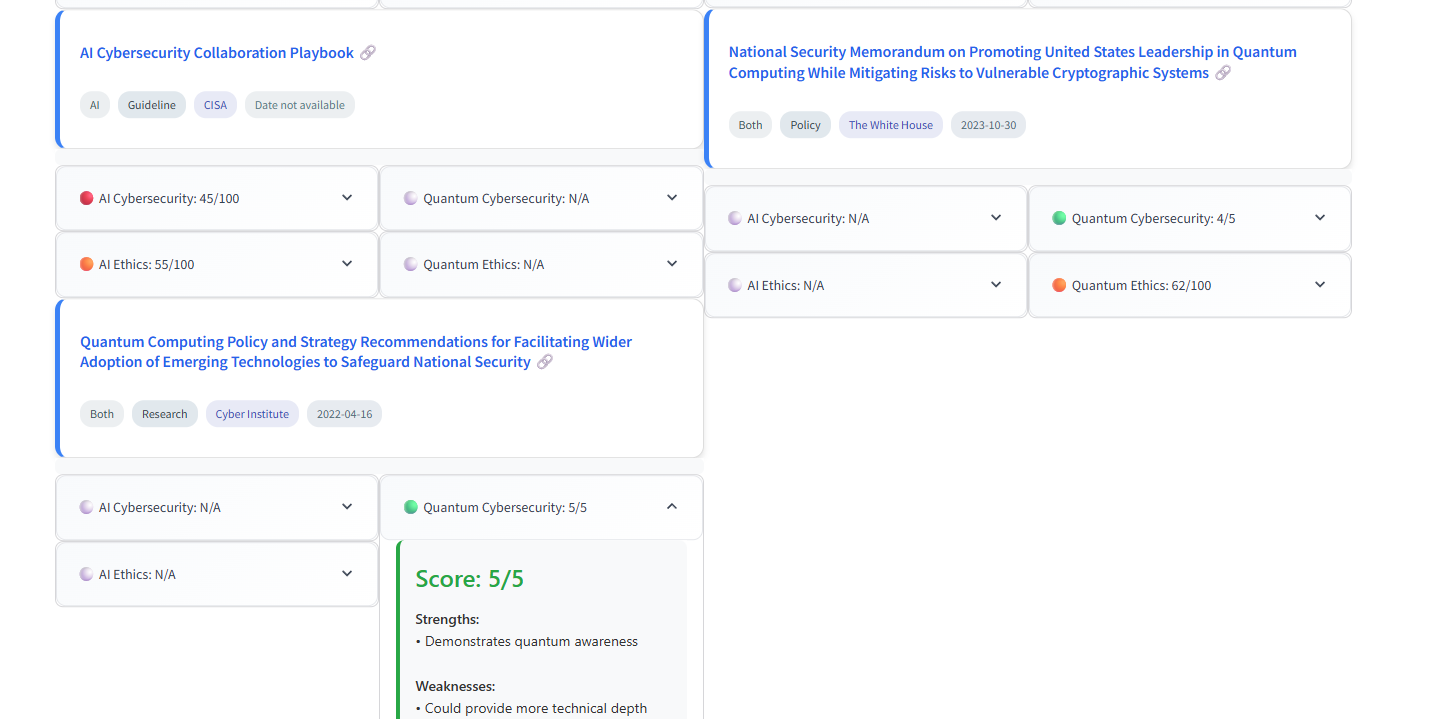 AI Cybersecurity Collaboration Playbook
AI Guideline CISA Date not available
AI Cybersecurity: 45/100
Quantum Cybersecurity: N/A
AI Ethics: 55/100
Quantum Ethics: N/A
Quantum Computing Policy and Strategy Recommendations for Facilitating Wider
Adoption of Emerging Technologies to Safeguard National Security
Both Research Cyber Institute 2022-04-16
AI Cybersecurity: N/A
Quantum Cybersecurity: 5/5
AI Ethics: N/A
Score: 5/5
Strengths:
• Demonstrates quantum awareness
Weaknesses:
• Could provide more technical depth
National Security Memorandum on Promoting United States Leadership in Quantum
Computing While Mitigating Risks to Vulnerable Cryptographic Systems
Both Policy The White House 2023-10-30
AI Cybersecurity: N/A
Quantum Cybersecurity: 4/5
AI Ethics: N/A
Quantum Ethics: 62/100